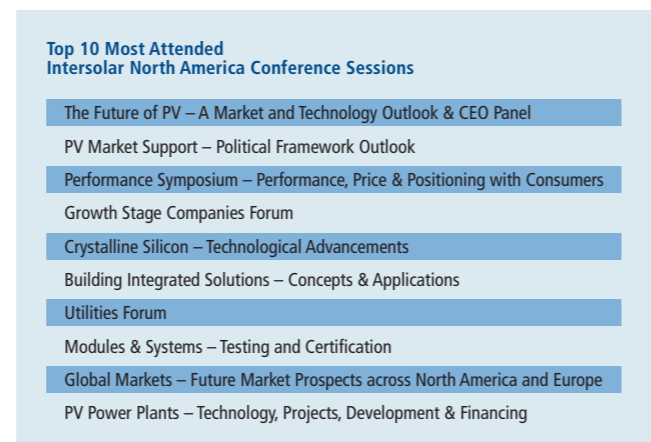 Top 10 Most Attended
Intersolar North America Conference Sessions
The Future of PV – A Market and Technology Outlook & CEO Panel
PV Market Support – Political Framework Outlook
Performance Symposium – Performance, Price & Positioning with Consumers
Growth Stage Companies Forum
Crystalline Silicon – Technological Advancements
Building Integrated Solutions – Concepts & Applications
Utilities Forum
Modules & Systems – Testing and Certification
Global Markets – Future Market Prospects across North America and Europe
PV Power Plants – Technology, Projects, Development & Financing